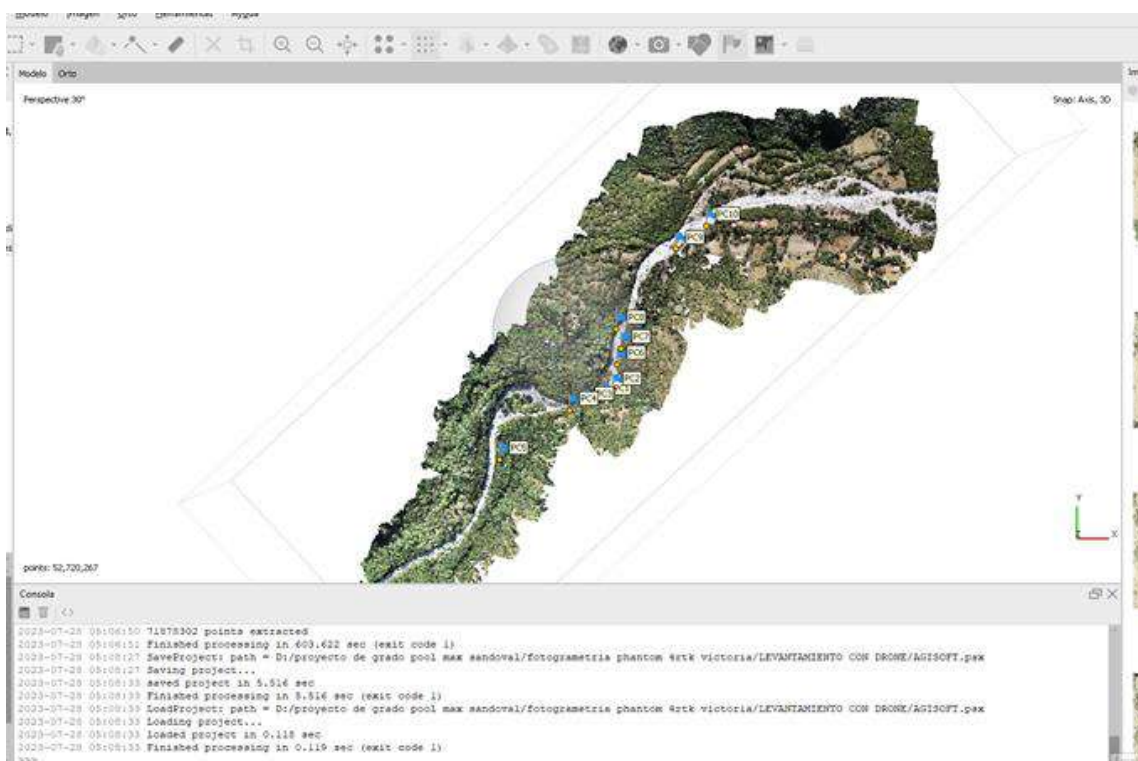 Modelo Imagen Orto Herramientas Ayuda
Modelo Orto
Perspective 30°
Snap: Axis, 3D
PC10
PC9
PC8
PC7
PC6
PC2
PC4
PC5
points: 52,720,267
Consola
2023-07-28 05:06:50 71878302 points extracted
2023-07-28 05:06:51 Finished processing in 603.622 sec (exit code 1)
2023-07-28 05:08:27 SaveProject: path = D:/proyecto de grado pool max sandoval/fotogrametria phantom 4rtk victoria/LEVANTAMIENTO CON DRONE/AGISOFT.psx
2023-07-28 05:08:27 Saving project...
2023-07-28 05:08:33 saved project in 5.516 sec
2023-07-28 05:08:33 Finished processing in 5.516 sec (exit code 1)
2023-07-28 05:08:33 LoadProject: path = D:/proyecto de grado pool max sandoval/fotogrametria phantom 4rtk victoria/LEVANTAMIENTO CON DRONE/AGISOFT.psx
2023-07-28 05:08:33 Loading project...
2023-07-28 05:08:33 loaded project in 0.118 sec
2023-07-28 05:08:33 Finished processing in 0.119 sec (exit code 1)
>>>
Y
X
Im